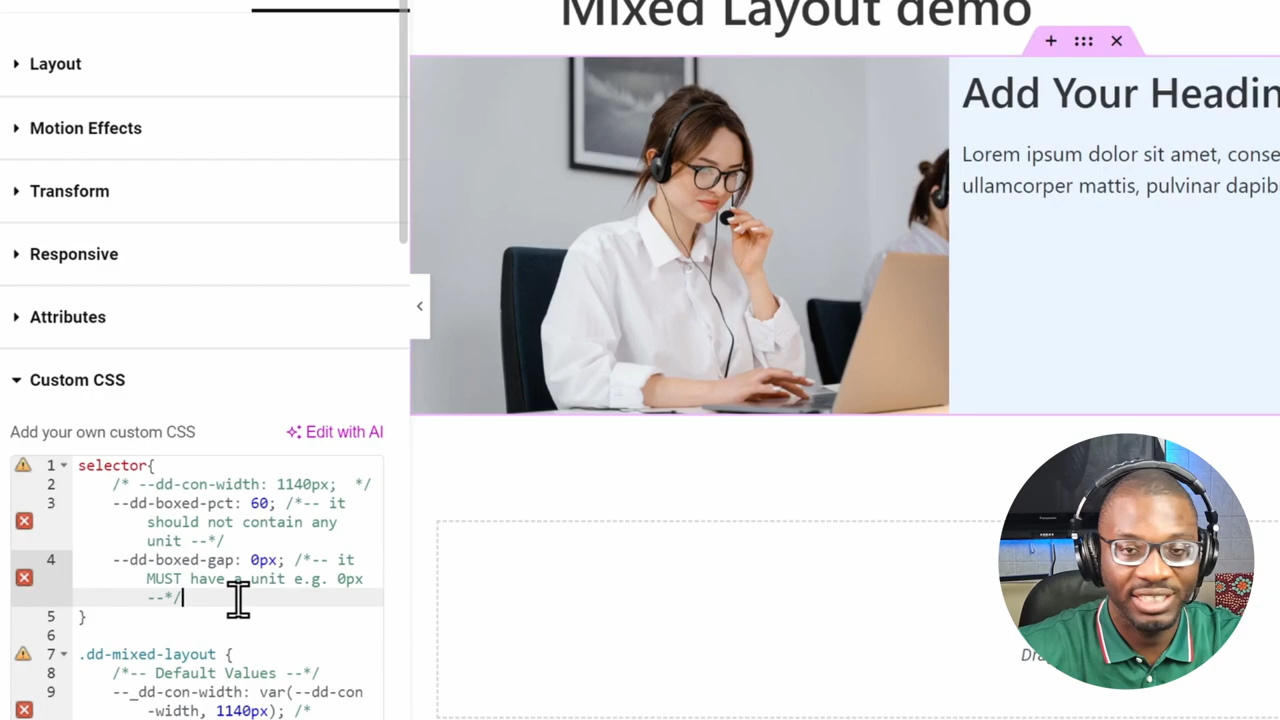 Mixed Layout demo
Layout
Motion Effects
Transform
Responsive
Attributes
Custom CSS
Add your own custom CSS
Edit with AI
1 selector{
2 /* --dd-con-width: 1140px;  */
3 --dd-boxed-pct: 60; /*-- it
should not contain any
unit --*/
4 --dd-boxed-gap: 0px; /*-- it
MUST have a unit e.g. 0px
--*/
5 }
6
7 .dd-mixed-layout {
8 /*-- Default Values --*/
9 --_dd-con-width: var(--dd-con
-width, 1140px); /*
Add Your Headin
Lorem ipsum dolor sit amet, conse
ullamcorper mattis, pulvinar dapib